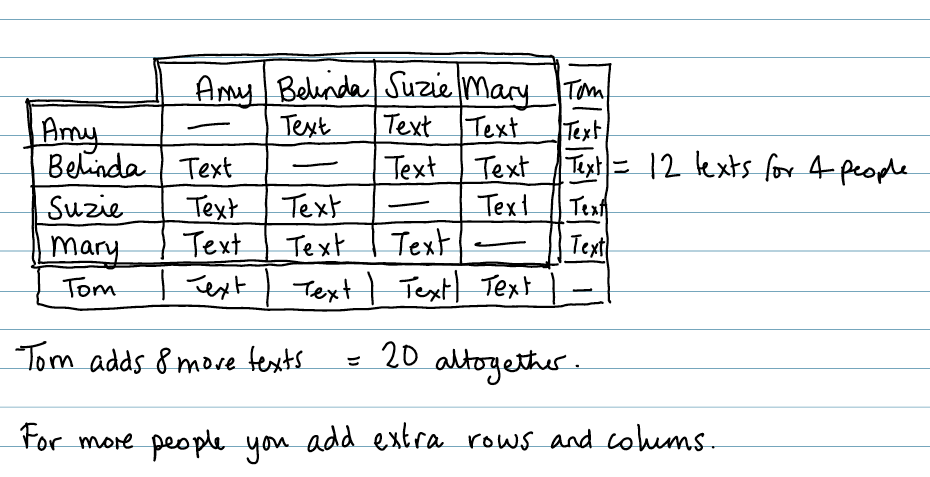 Amy Belinda Suzie Mary Tom
Amy — Text Text Text Text
Belinda Text — Text Text Text = 12 texts for 4 people
Suzie Text Text — Text Text
Mary Text Text Text — Text
Tom Text Text Text Text —
Tom adds 8 more texts = 20 altogether.
For more people you add extra rows and colums.